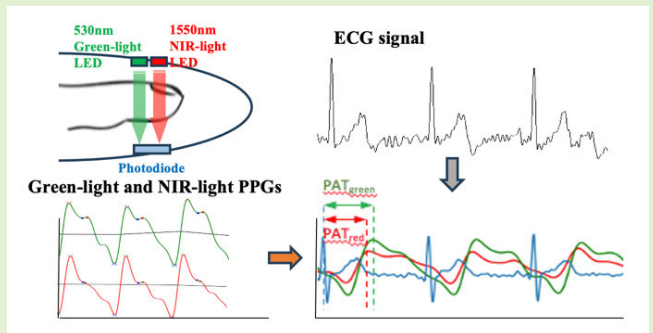 530nm
Green-light
LED
1550nm
NIR-light
LED
Photodiode
ECG signal
Green-light and NIR-light PPGs
PATgreen
PATred